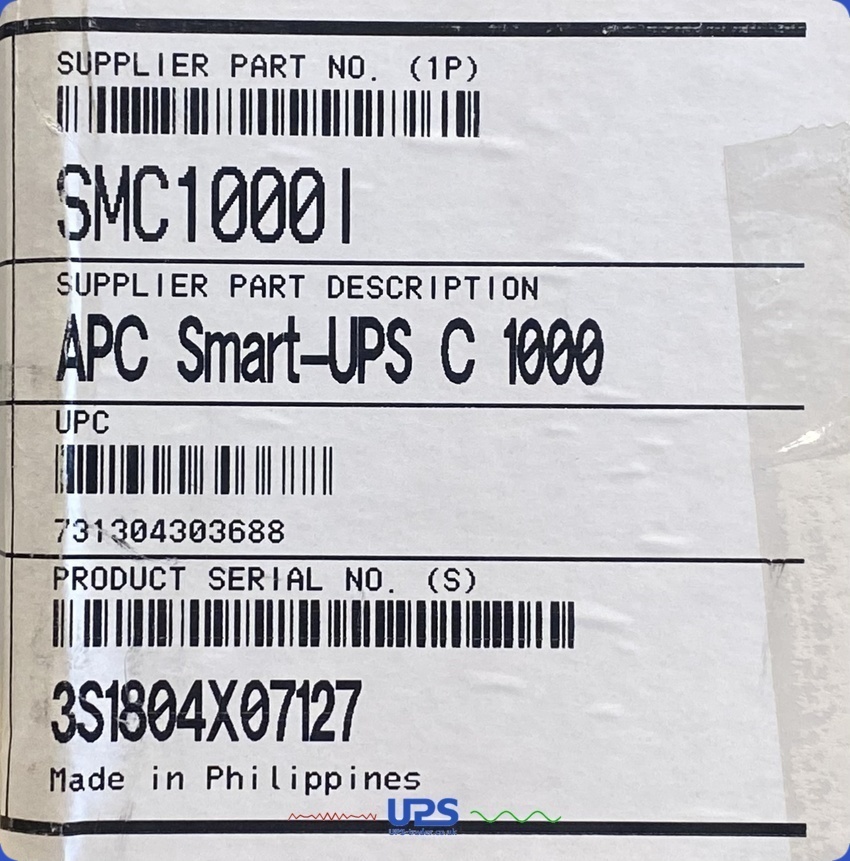 SUPPLIER PART NO. (1P)
SMC1000I
SUPPLIER PART DESCRIPTION
APC Smart-UPS C 1000
UPC
731304303688
PRODUCT SERIAL NO. (S)
3S1804X07127
Made in Philippines
UPS